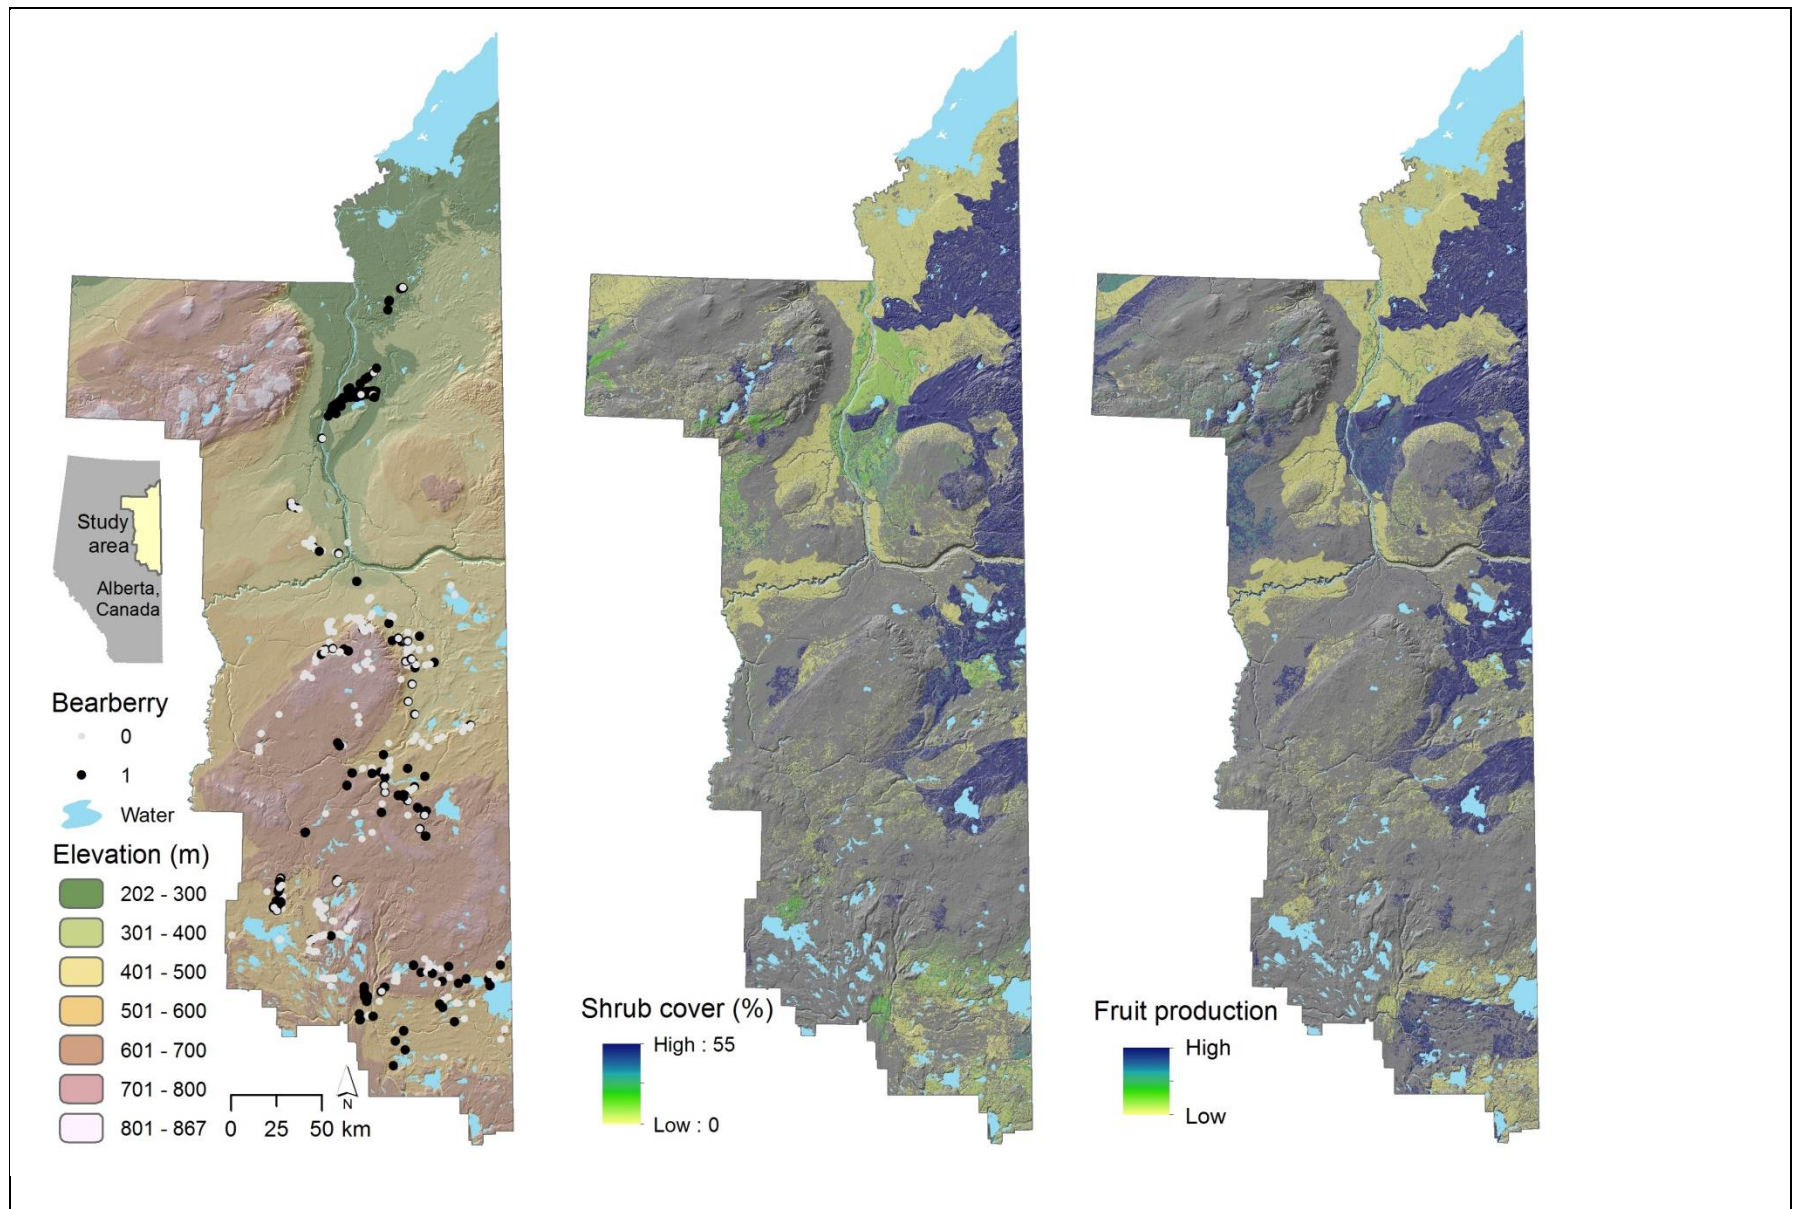 Study
area
Alberta,
Canada
Bearberry
0
1
Water
Elevation (m)
202 - 300
301 - 400
401 - 500
501 - 600
601 - 700
701 - 800
801 - 867
N
0 25 50 km
Shrub cover (%)
High : 55
Low : 0
Fruit production
High
Low